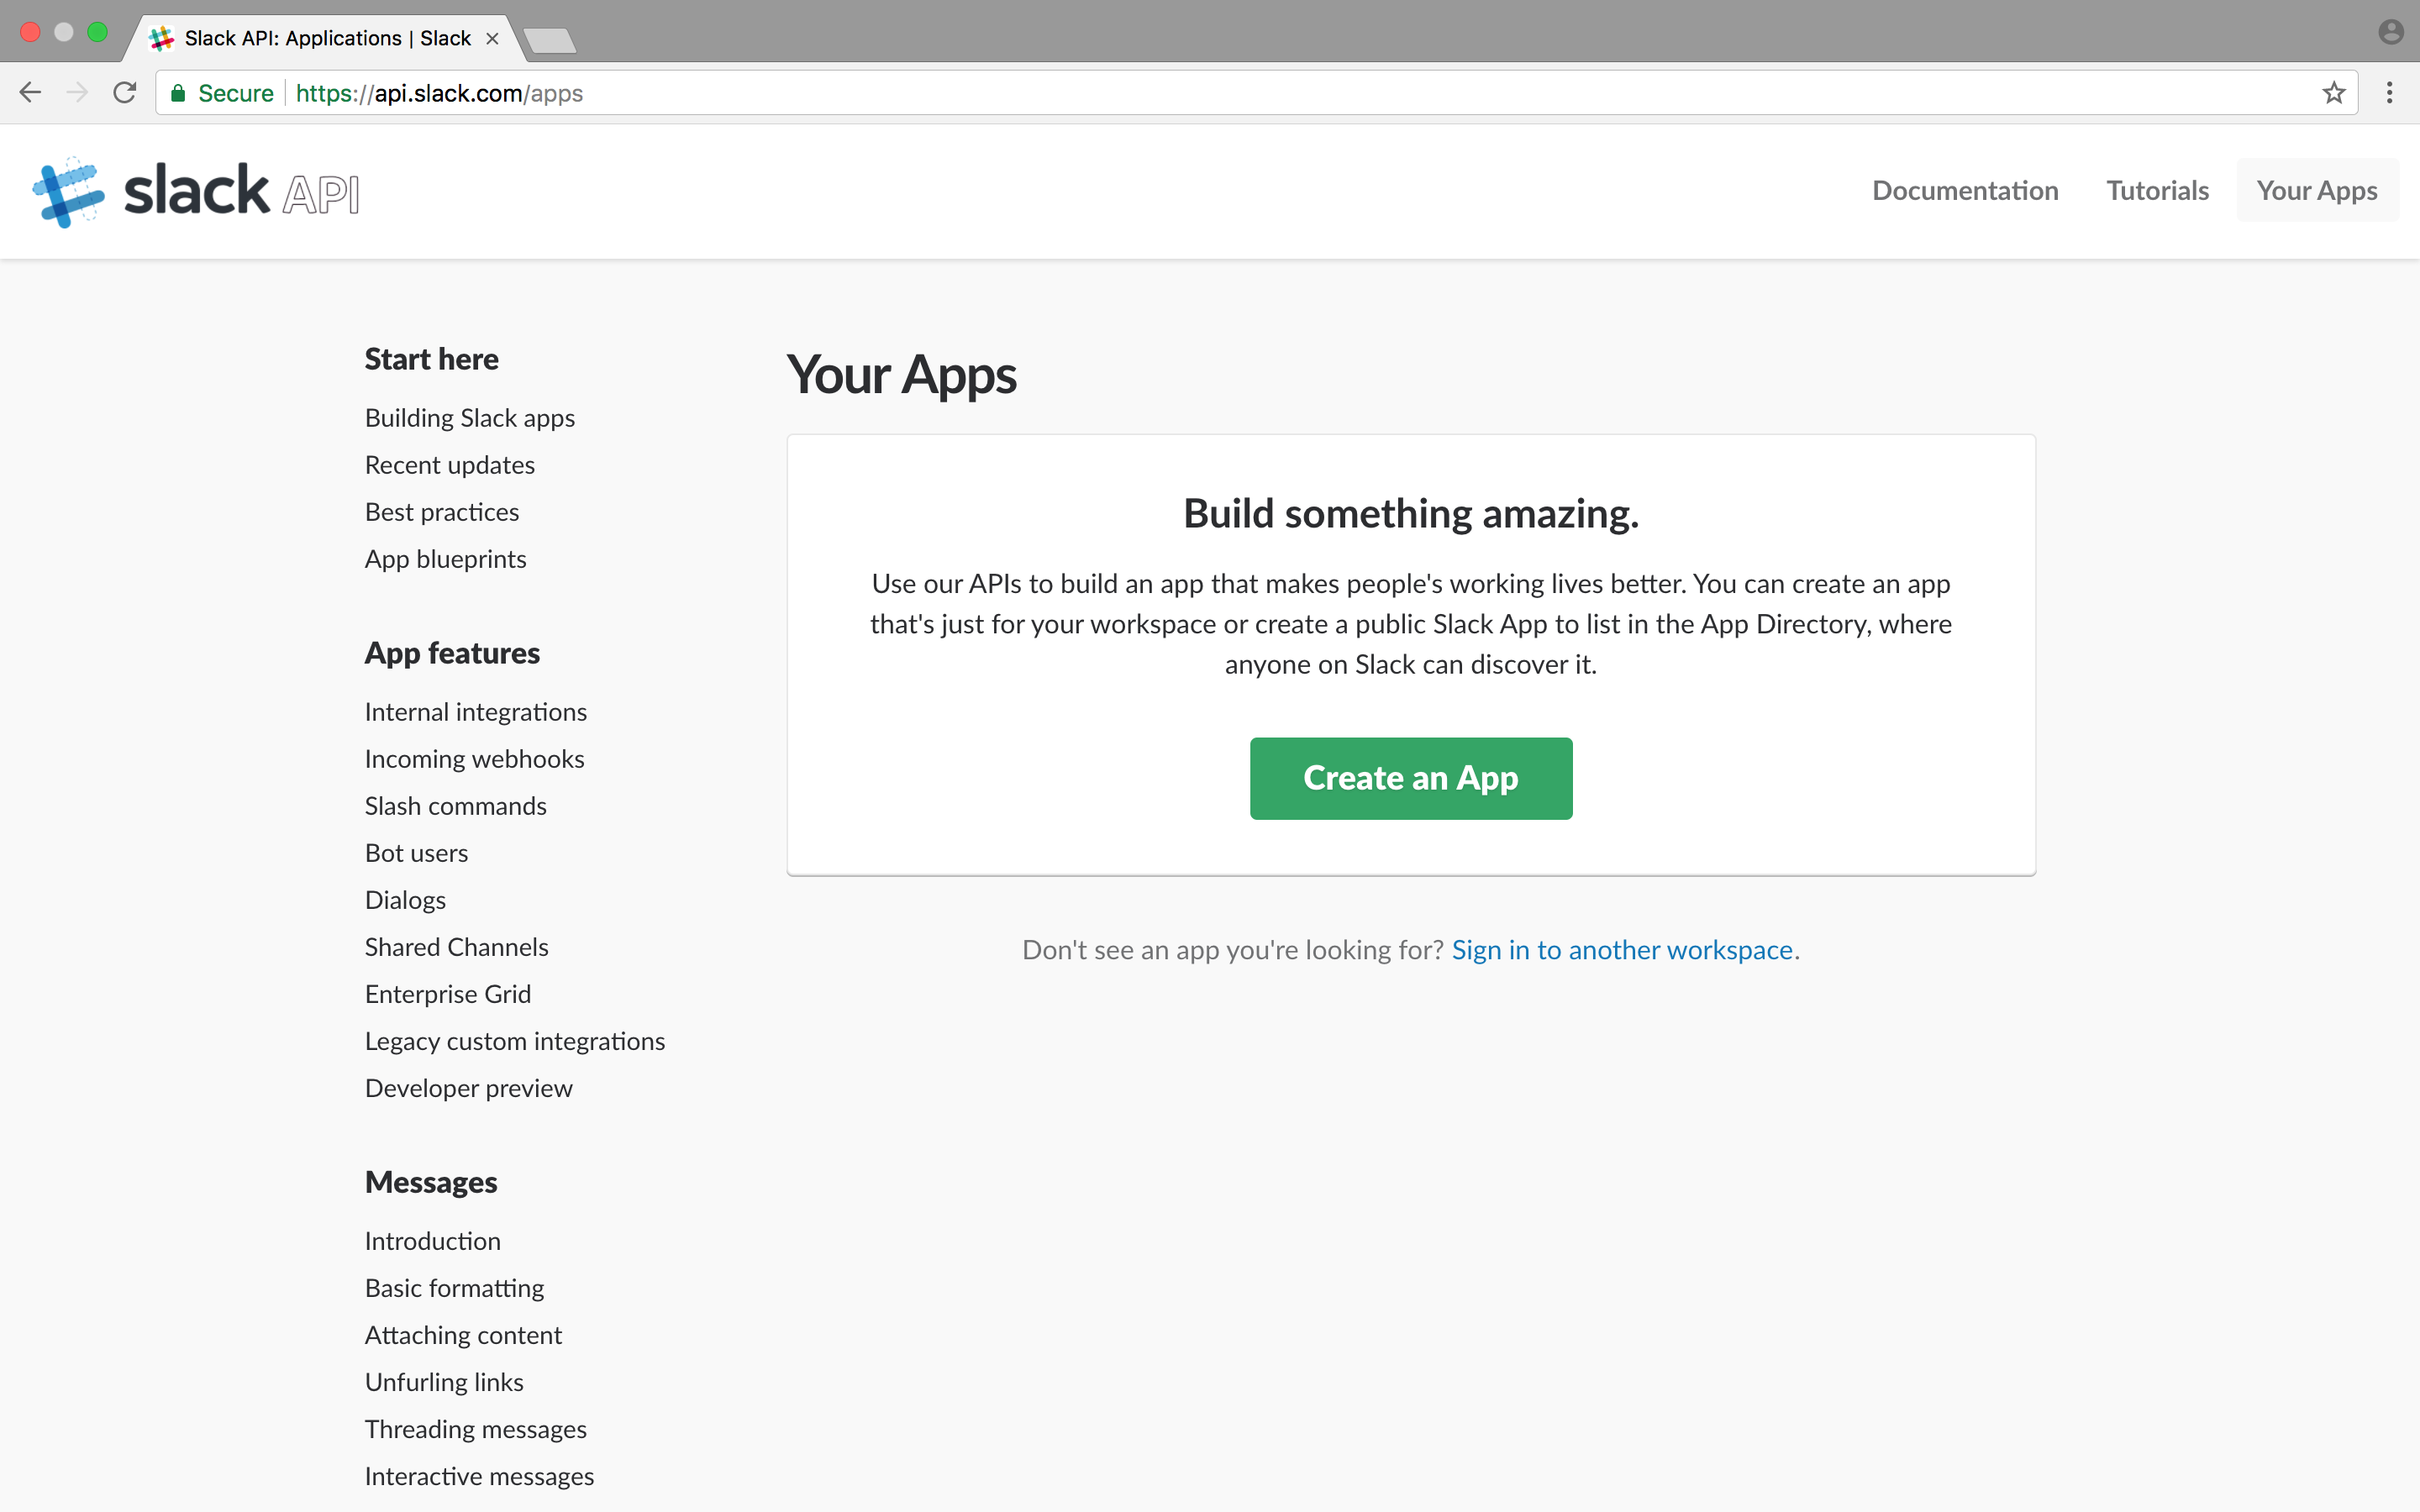 Slack API: Applications | Slack
Secure https://api.slack.com/apps
slack API
Documentation Tutorials Your Apps
Start here
Building Slack apps
Recent updates
Best practices
App blueprints
App features
Internal integrations
Incoming webhooks
Slash commands
Bot users
Dialogs
Shared Channels
Enterprise Grid
Legacy custom integrations
Developer preview
Messages
Introduction
Basic formatting
Attaching content
Unfurling links
Threading messages
Interactive messages
Your Apps
Build something amazing.
Use our APIs to build an app that makes people's working lives better. You can create an app
that's just for your workspace or create a public Slack App to list in the App Directory, where
anyone on Slack can discover it.
Create an App
Don't see an app you're looking for? Sign in to another workspace.